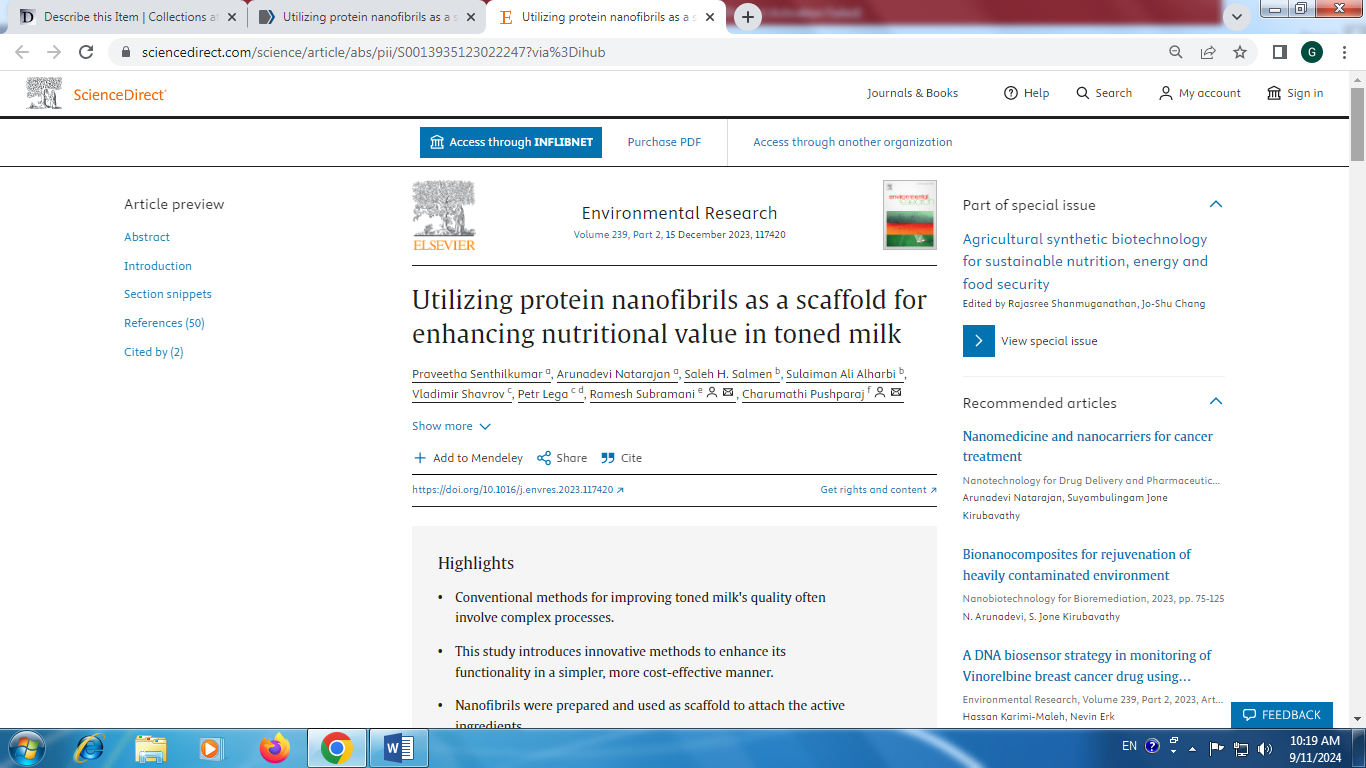 Describe this Item | Collections at
Utilizing protein nanofibrils as a s
Utilizing protein nanofibrils as a s
sciencedirect.com/science/article/abs/pii/S0013935123022247?via%3Dihub
G
ScienceDirect
Journals & Books
Help
Search
My account
Sign in
Access through INFLIBNET
Purchase PDF
Access through another organization
Article preview
Abstract
Introduction
Section snippets
References (50)
Cited by (2)
ELSEVIER
Environmental Research
Volume 239, Part 2, 15 December 2023, 117420
Utilizing protein nanofibrils as a scaffold for
enhancing nutritional value in toned milk
Praveetha Senthilkumar a, Arunadevi Natarajan a, Saleh H. Salmen b, Sulaiman Ali Alharbi b,
Vladimir Shavrov c, Petr Lega c d, Ramesh Subramani e, Charumathi Pushparaj f
Show more
Add to Mendeley
Share
Cite
https://doi.org/10.1016/j.envres.2023.117420
Get rights and content
Highlights
• Conventional methods for improving toned milk's quality often
involve complex processes.
• This study introduces innovative methods to enhance its
functionality in a simpler, more cost-effective manner.
• Nanofibrils were prepared and used as scaffold to attach the active
ingredients.
Part of special issue
Agricultural synthetic biotechnology
for sustainable nutrition, energy and
food security
Edited by Rajasree Shanmuganathan, Jo-Shu Chang
View special issue
Recommended articles
Nanomedicine and nanocarriers for cancer
treatment
Nanotechnology for Drug Delivery and Pharmaceutic...
Arunadevi Natarajan, Suyambulingam Jone
Kirubavathy
Bionanocomposites for rejuvenation of
heavily contaminated environment
Nanobiotechnology for Bioremediation, 2023, pp. 75-125
N. Arunadevi, S. Jone Kirubavathy
A DNA biosensor strategy in monitoring of
Vinorelbine breast cancer drug using…
Environmental Research, Volume 239, Part 2, 2023, Art...
Hassan Karimi-Maleh, Nevin Erk
FEEDBACK
EN
10:19 AM
9/11/2024